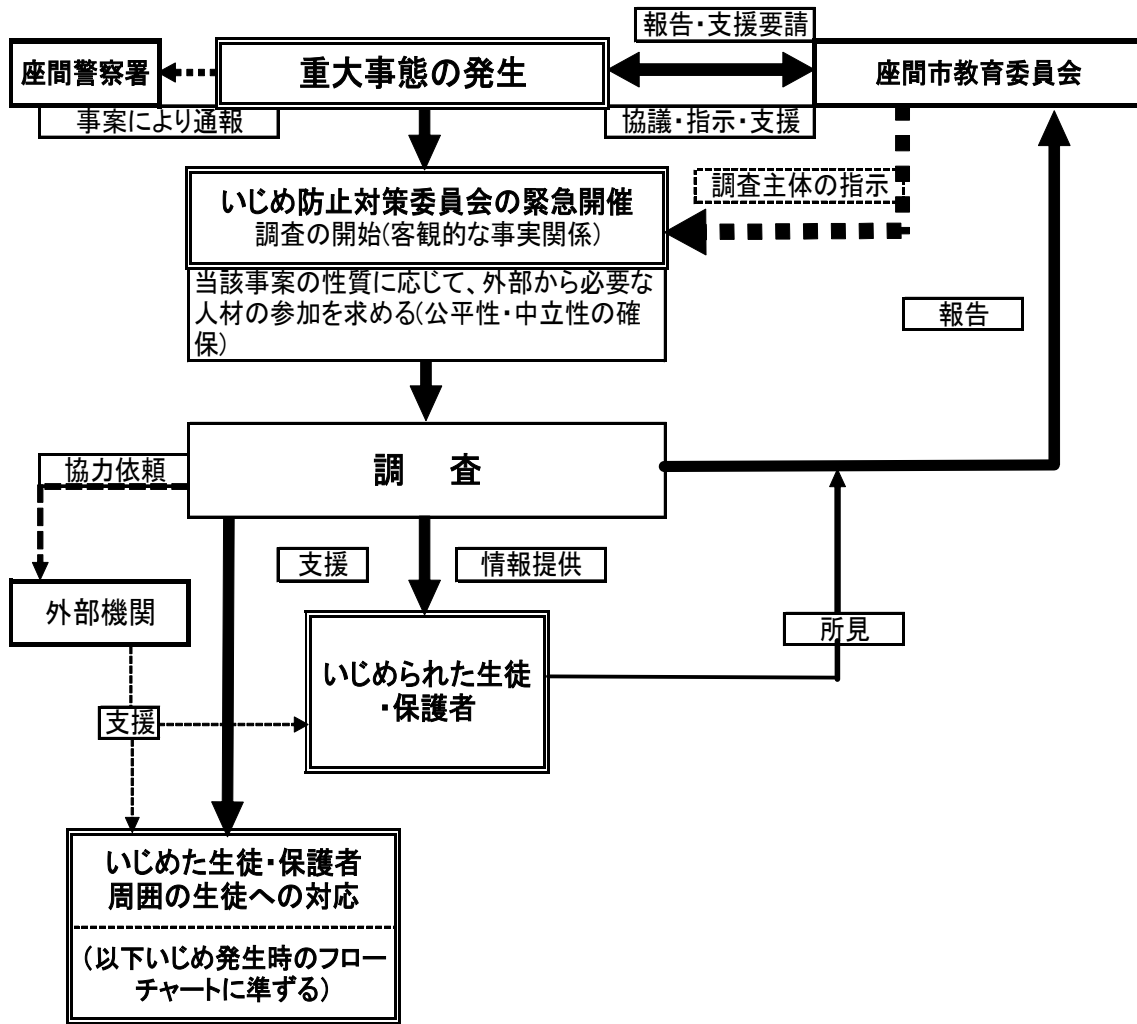 報告・支援要請
座間警察署
重大事態の発生
座間市教育委員会
事案により通報
協議・指示・支援
調査主体の指示
いじめ防止対策委員会の緊急開催
調査の開始(客観的な事実関係)
当該事案の性質に応じて、外部から必要な
人材の参加を求める(公平性・中立性の確
保)
報告
協力依頼
調　査
支援
情報提供
外部機関
所見
いじめられた生徒
・保護者
支援
いじめた生徒・保護者
周囲の生徒への対応
(以下いじめ発生時のフロー
チャートに準ずる)